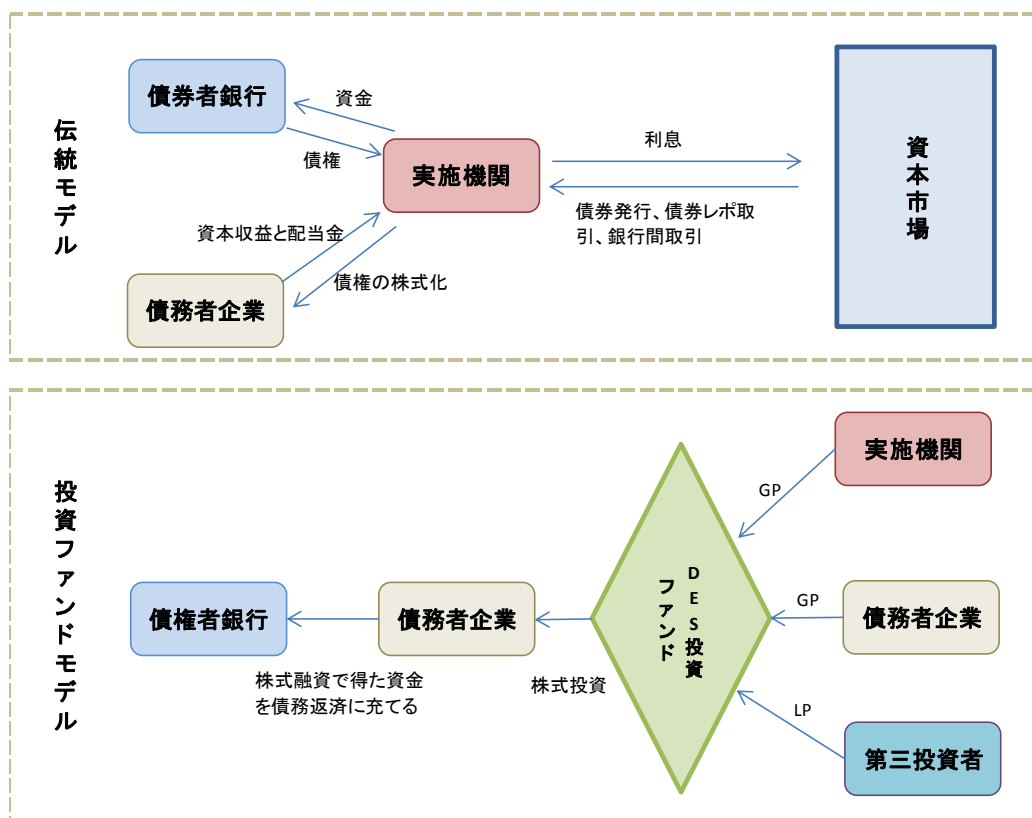 伝統モデル
債券者銀行
資金
債権
実施機関
利息
債券発行、債券レポ取
引、銀行間取引
資本市場
資本収益と配当金
債権の株式化
債務者企業
投資ファンドモデル
債権者銀行
債務者企業
株式融資で得た資金
を債務返済に充てる
株式投資
DES投資
ファンド
GP
実施機関
GP
債務者企業
LP
第三投資者